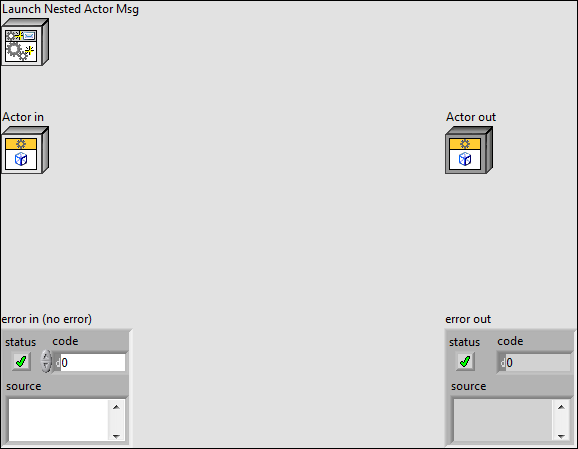 Launch Nested Actor Msg
Actor in
Actor out
error in (no error)
error out
status code
0
source
status code
0
source